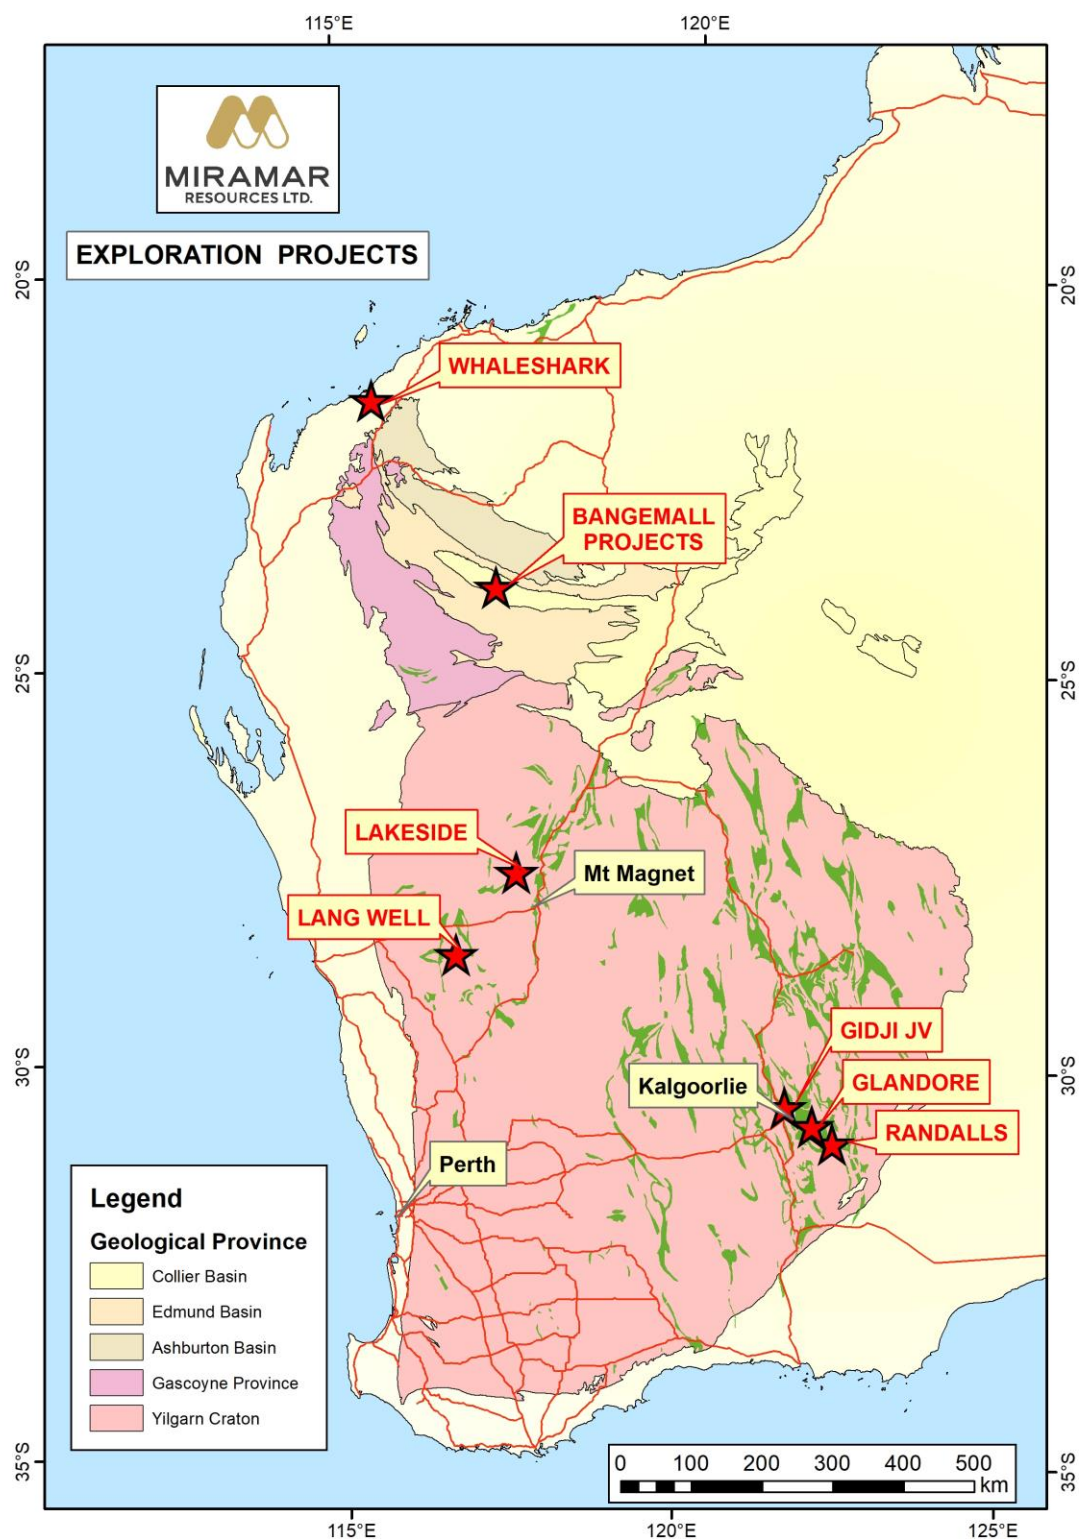 115°E
120°E
MIRAMAR
RESOURCES LTD.
EXPLORATION PROJECTS
20°S
20°S
WHALESHARK
BANGEMALL
PROJECTS
25°S
25°S
LAKESIDE
Mt Magnet
LANG WELL
GIDJI JV
30°S
30°S
Kalgoorlie
GLANDORE
RANDALLS
Perth
Legend
Geological Province
Collier Basin
Edmund Basin
Ashburton Basin
Gascoyne Province
Yilgarn Craton
0 100 200 300 400 500
km
35°S
35°S
115°E
120°E
125°E